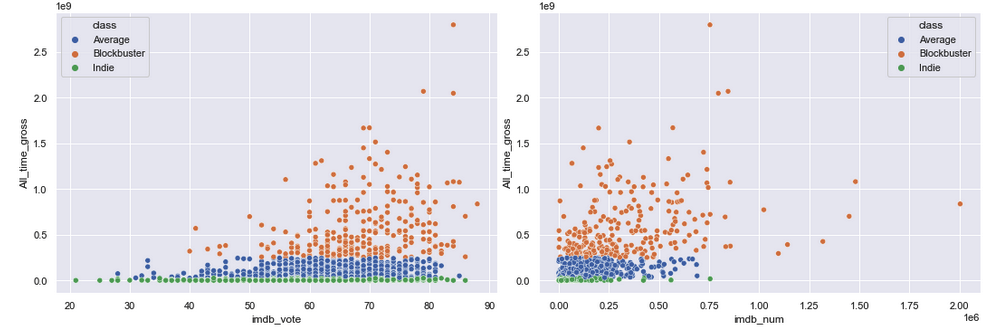 1e9
1e9
class
Average
Blockbuster
Indie
class
Average
Blockbuster
Indie
All_time_gross
2.5
2.0
1.5
1.0
0.5
0.0
All_time_gross
2.5
2.0
1.5
1.0
0.5
0.0
20 30 40 50 60 70 80 90
imdb_vote
0.00 0.25 0.50 0.75 1.00 1.25 1.50 1.75 2.00
imdb_num
1e6